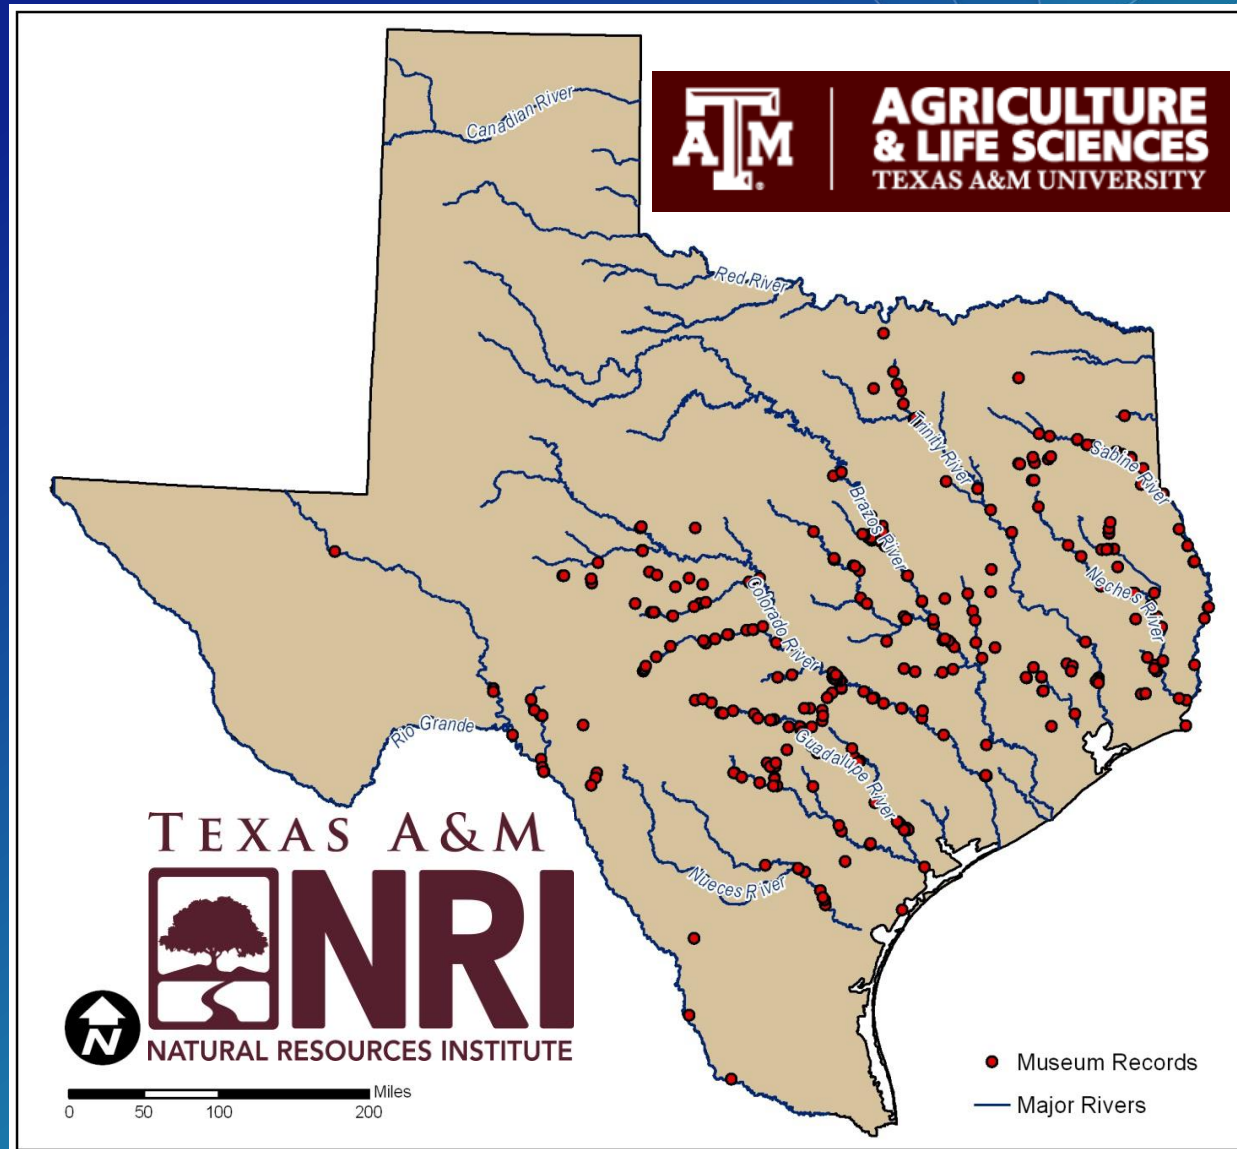 Canadian River
ATM
AGRICULTURE
& LIFE SCIENCES
TEXAS A&M UNIVERSITY
Red River
Trinity River
Sabine River
Brazos River
Neches River
Colorado River
Rio Grande
Guadalupe River
Nueces River
TEXAS A&M
NRI
NATURAL RESOURCES INSTITUTE
N
Museum Records
Major Rivers
Miles
0 50 100 200